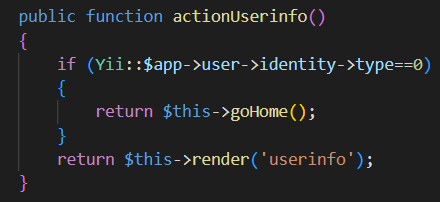 public function actionUserinfo()
{
    if (Yii::$app->user->identity->type==0)
    {
        return $this->goHome();
    }
    return $this->render('userinfo');
}